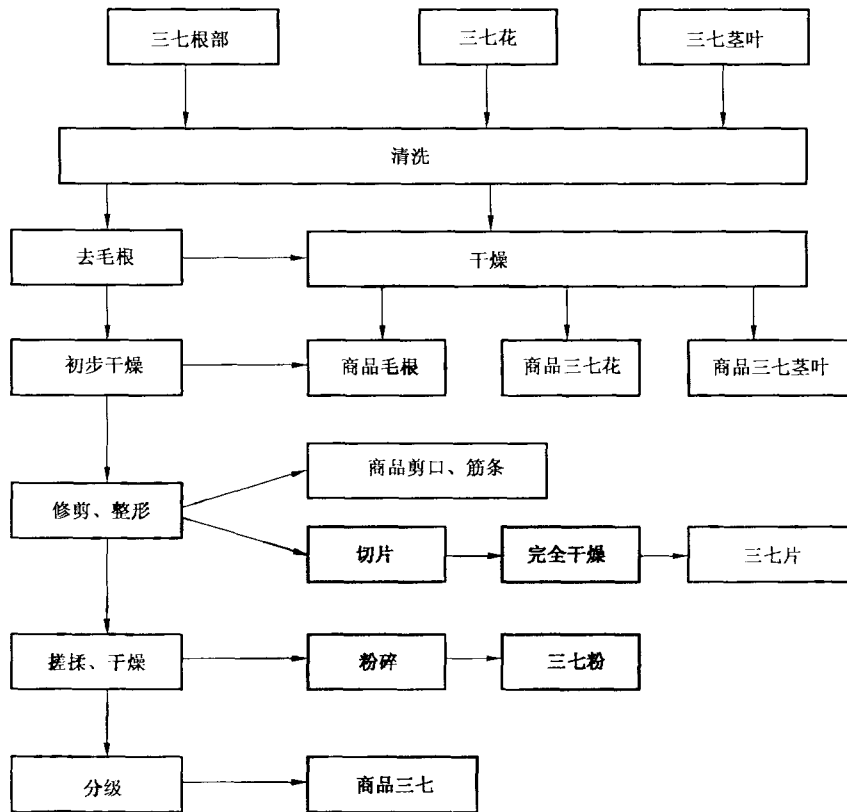 三七根部
三七花
三七茎叶
清洗
去毛根
干燥
初步干燥
商品毛根
商品三七花
商品三七茎叶
商品剪口、筋条
修剪、整形
切片
完全干燥
三七片
搓揉、干燥
粉碎
三七粉
分级
商品三七